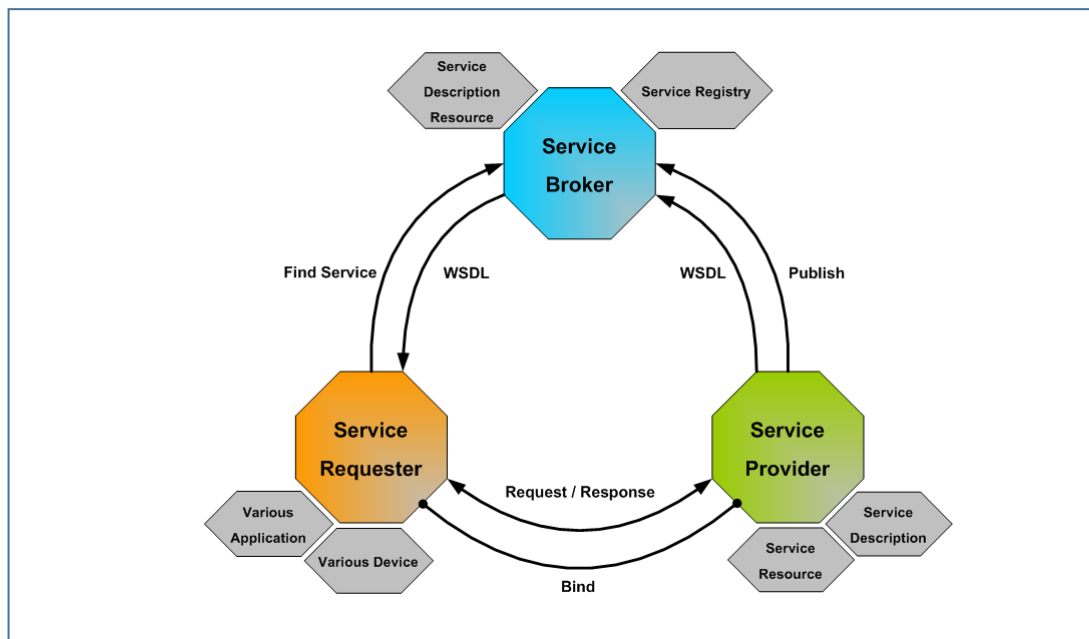 Service
Description
Resource
Service Registry
Service
Broker
Find Service
WSDL
WSDL
Publish
Service
Requester
Service
Provider
Request / Response
Various
Application
Various Device
Service
Description
Service
Resource
Bind